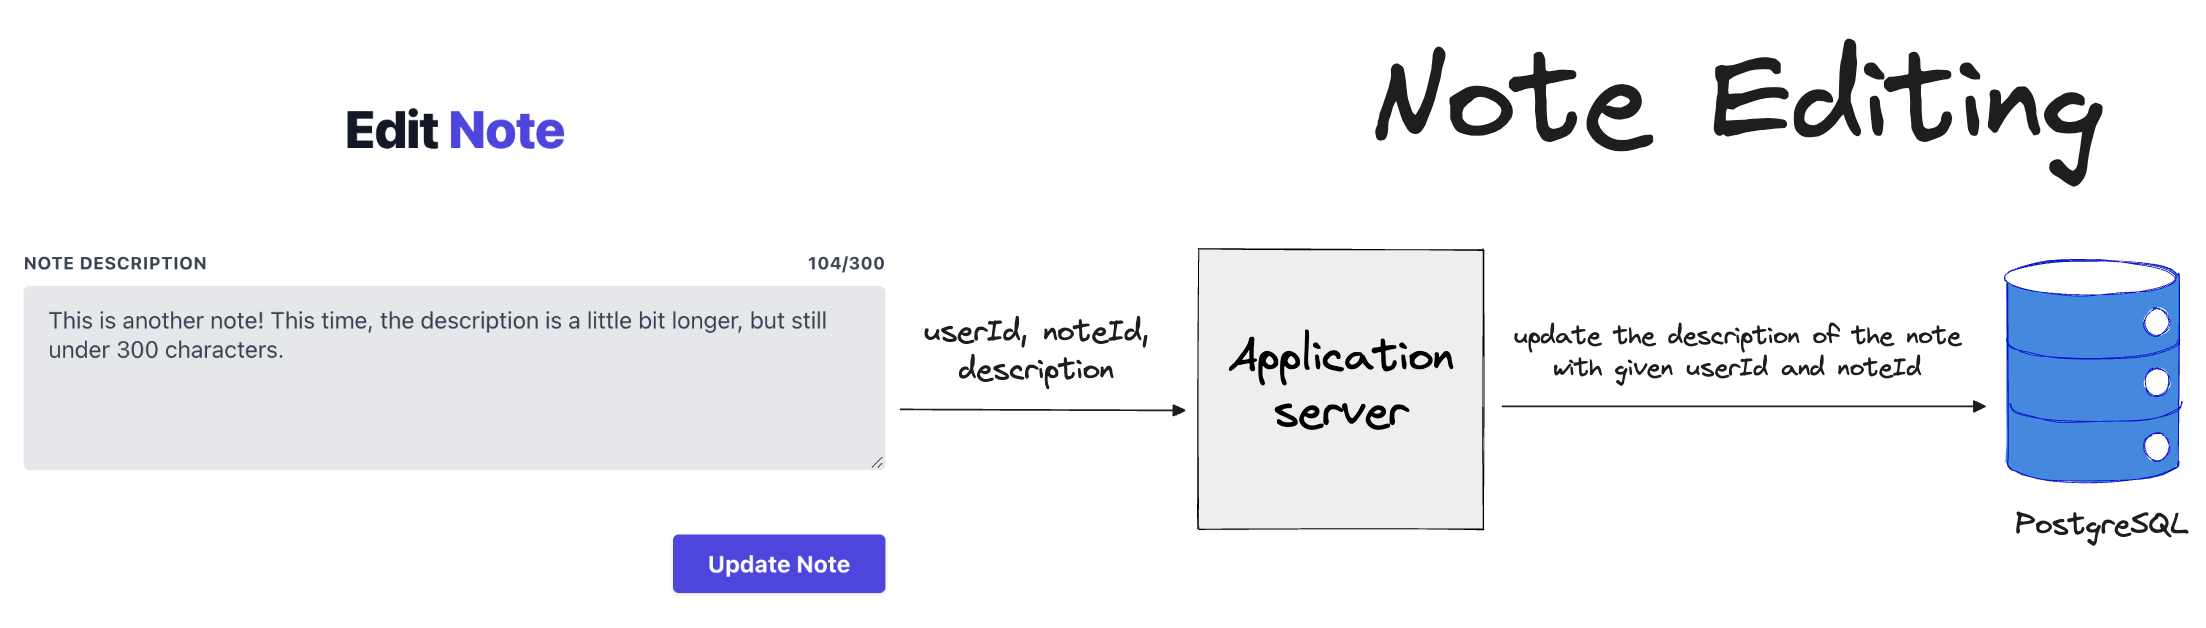 Note Editing
Edit Note
NOTE DESCRIPTION
104/300
This is another note! This time, the description is a little bit longer, but still
under 300 characters.
Update Note
userId, noteId,
description
Application
server
update the description of the note
with given userId and noteId
PostgreSQL